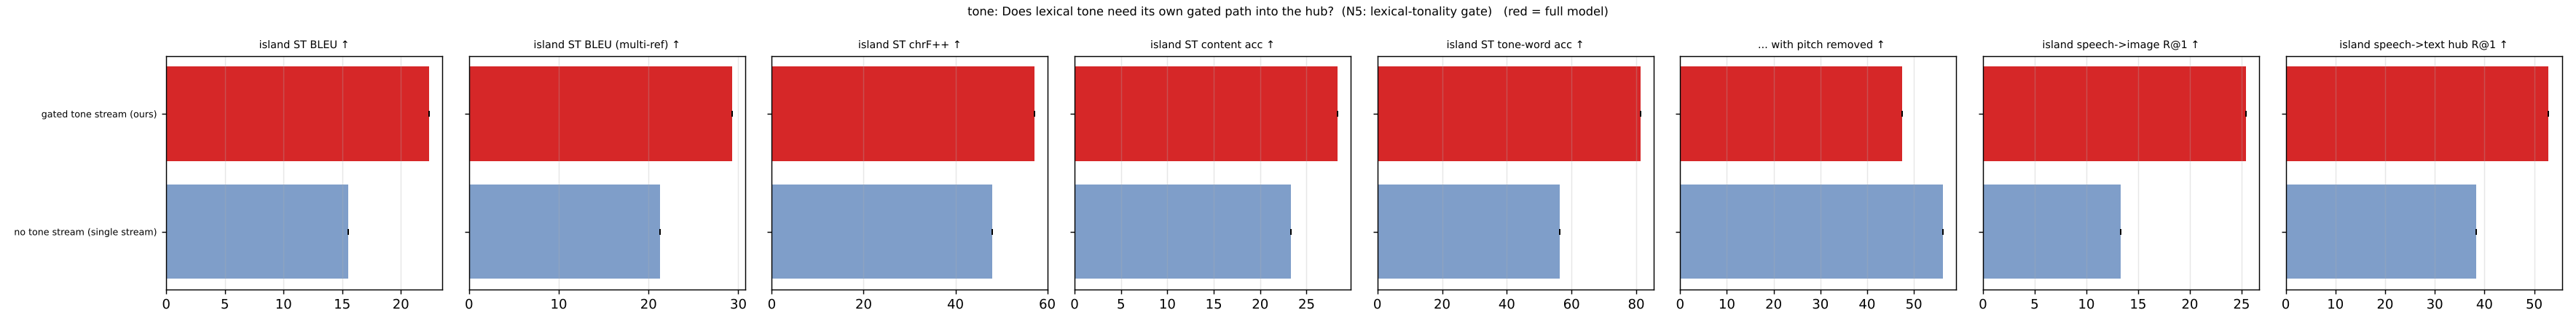 tone: Does lexical tone need its own gated path into the hub?  (N5: lexical-tonality gate)   (red = full model)
island ST BLEU ↑
island ST BLEU (multi-ref) ↑
island ST chrF++ ↑
island ST content acc ↑
island ST tone-word acc ↑
... with pitch removed ↑
island speech->image R@1 ↑
island speech->text hub R@1 ↑
gated tone stream (ours)
no tone stream (single stream)
0 5 10 15 20
0 10 20 30
0 20 40 60
0 5 10 15 20 25
0 20 40 60 80
0 10 20 30 40 50
0 5 10 15 20 25
0 10 20 30 40 50